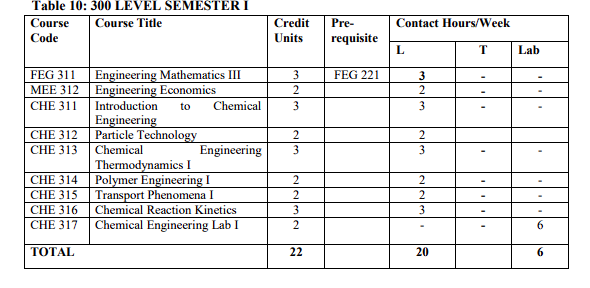 Table 10: 300 LEVEL SEMESTER I
Course Code Course Title Credit Units Pre-requisite Contact Hours/Week
L T Lab
FEG 311 Engineering Mathematics III 3 FEG 221 3 - -
MEE 312 Engineering Economics 2 2 - -
CHE 311 Introduction to Chemical Engineering 3 3 - -
CHE 312 Particle Technology 2 2
CHE 313 Chemical Engineering Thermodynamics I 3 3 - -
CHE 314 Polymer Engineering I 2 2 - -
CHE 315 Transport Phenomena I 2 2 - -
CHE 316 Chemical Reaction Kinetics 3 3 - -
CHE 317 Chemical Engineering Lab I 2 - - 6
TOTAL 22 20 6